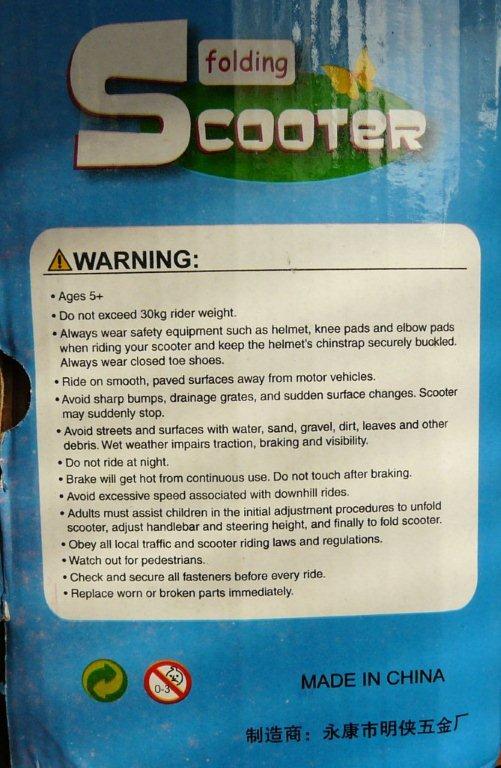 folding
SCOOTER
WARNING:
• Ages 5+
• Do not exceed 30kg rider weight.
• Always wear safety equipment such as helmet, knee pads and elbow pads
when riding your scooter and keep the helmet's chinstrap securely buckled.
Always wear closed toe shoes.
• Ride on smooth, paved surfaces away from motor vehicles.
• Avoid sharp bumps, drainage grates, and sudden surface changes. Scooter
may suddenly stop.
• Avoid streets and surfaces with water, sand, gravel, dirt, leaves and other
debris. Wet weather impairs traction, braking and visibility.
• Do not ride at night.
• Brake will get hot from continuous use. Do not touch after braking.
• Avoid excessive speed associated with downhill rides.
• Adults must assist children in the initial adjustment procedures to unfold
scooter, adjust handlebar and steering height, and finally to fold scooter.
• Obey all local traffic and scooter riding laws and regulations.
• Watch out for pedestrians.
• Check and secure all fasteners before every ride.
• Replace worn or broken parts immediately.
0-3
MADE IN CHINA
制造商：永康市明侠五金厂